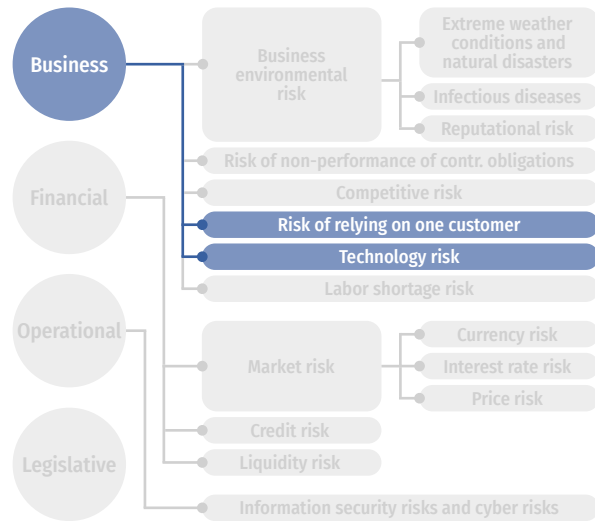 Business
Business
environmental
risk
Extreme weather
conditions and
natural disasters
Infectious diseases
Reputational risk
Risk of non-performance of contr. obligations
Financial
Competitive risk
Risk of relying on one customer
Technology risk
Labor shortage risk
Operational
Market risk
Currency risk
Interest rate risk
Price risk
Credit risk
Legislative
Liquidity risk
Information security risks and cyber risks